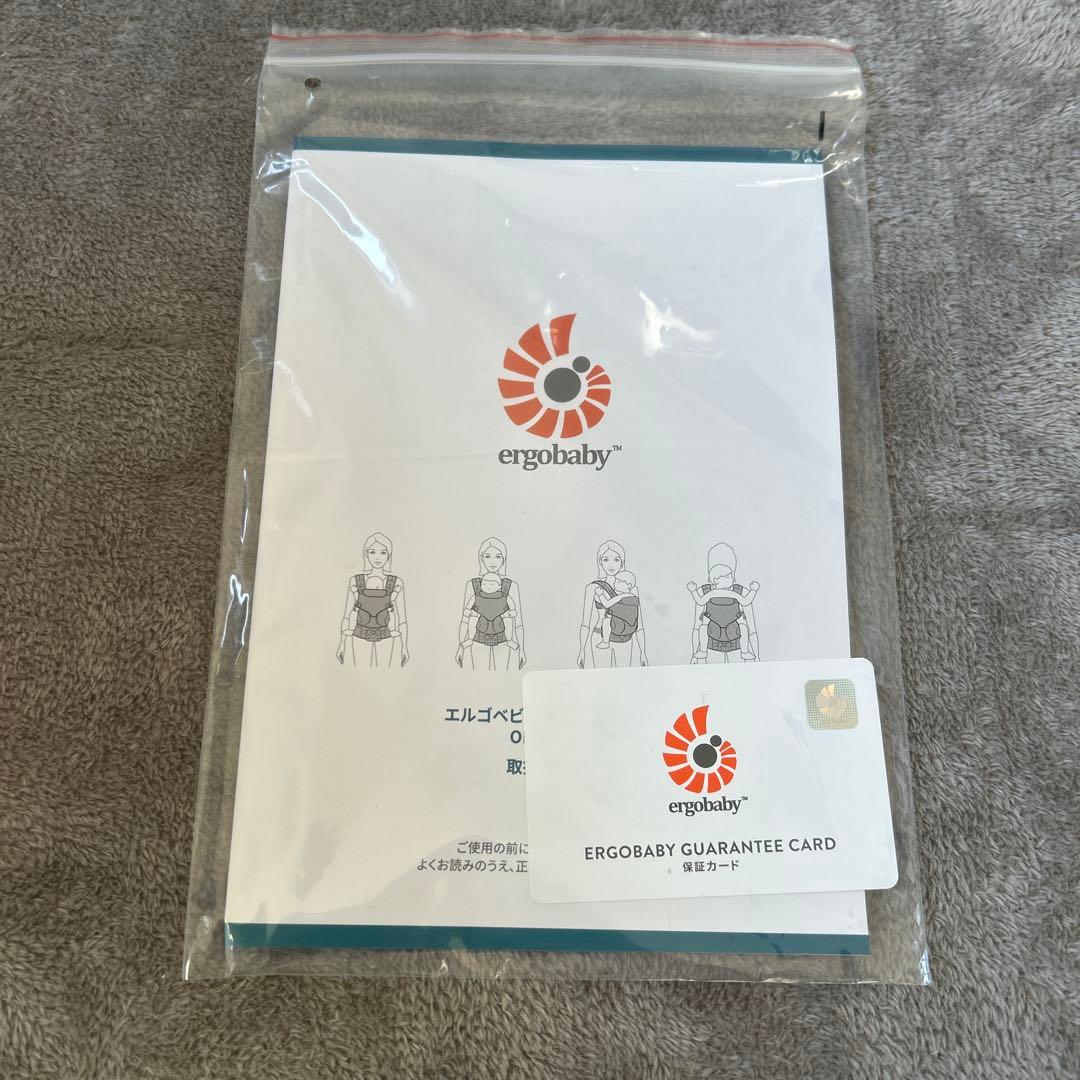 ergobaby™
エルゴベビ
O
取
ご使用の前に
よくお読みのうえ、正
ergobaby™
ERGOBABY GUARANTEE CARD
保証カード